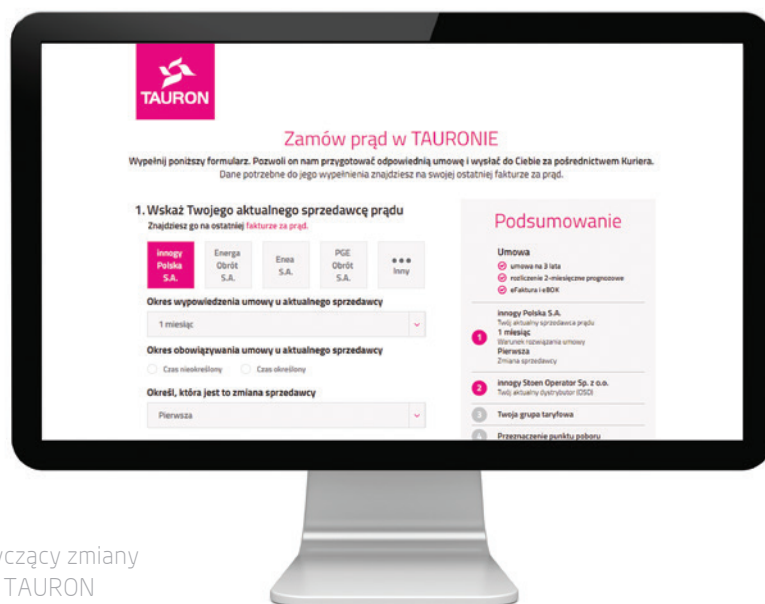 TAURON
Zamów prąd w TAURONIE
Wypełnij poniższy formularz. Pozwoli on nam przygotować odpowiednią umowę i wysłać do Ciebie za pośrednictwem Kuriera.
Dane potrzebne do jego wypełnienia znajdziesz na swojej ostatniej fakturze za prąd.
1. Wskaż Twojego aktualnego sprzedawcę prądu
Znajdziesz go na ostatniej fakturze za prąd.
innogy
Polska
S.A.
Energa
Obrót
S.A.
Enea
S.A.
PGE
Obrót
S.A.
Inny
Okres wypowiedzenia umowy u aktualnego sprzedawcy
1 miesiąc
Okres obowiązywania umowy u aktualnego sprzedawcy
Czas nieokreślony Czas określony
Określ, która jest to zmiana sprzedawcy
Pierwsza
Podsumowanie
Umowa
umowa na 3 lata
rozliczenie 2-miesięczne prognozowe
eFaktura i eBOK
1
innogy Polska S.A.
Twój aktualny sprzedawca prądu
1 miesiąc
Warunek rozwiązania umowy
Pierwsza
Zmiana sprzedawcy
2
innogy Stoen Operator Sp. z o.o.
Twój aktualny dystrybutor (OSD)
3 Twoja grupa taryfowa
4 Przeznaczenie punktu poboru
zmiany
TAURON